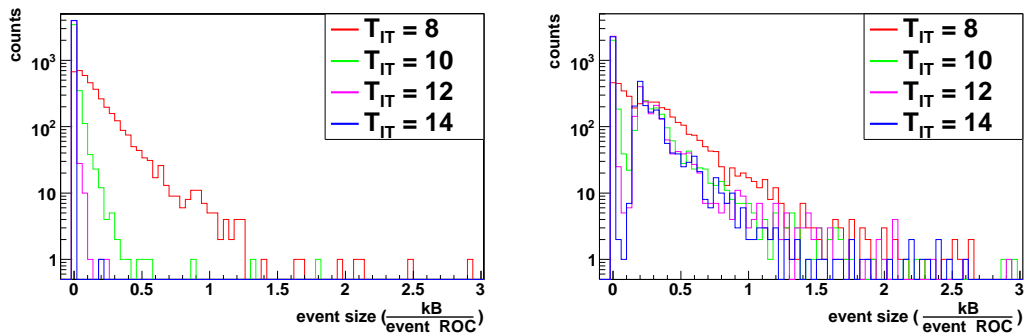 counts
10³
10²
10
1
T_IT = 8
T_IT = 10
T_IT = 12
T_IT = 14
0 0.5 1 1.5 2 2.5 3
event size (kB/event ROC)
counts
10³
10²
10
1
T_IT = 8
T_IT = 10
T_IT = 12
T_IT = 14
0 0.5 1 1.5 2 2.5 3
event size (kB/event ROC)